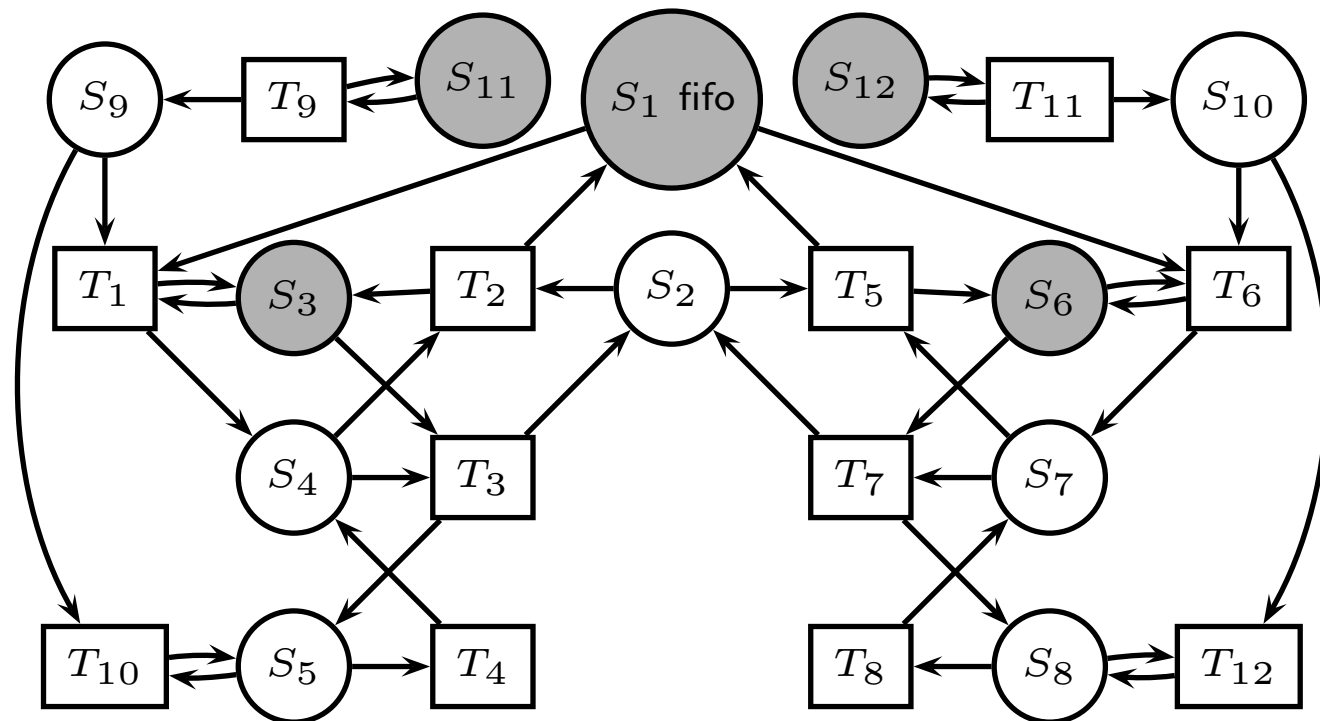 S₉ T₉ S₁₁ S₁ fifo S₁₂ T₁₁ S₁₀
T₁ S₃ T₂ S₂ T₅ S₆ T₆
S₄ T₃ T₇ S₇
T₁₀ S₅ T₄ T₈ S₈ T₁₂